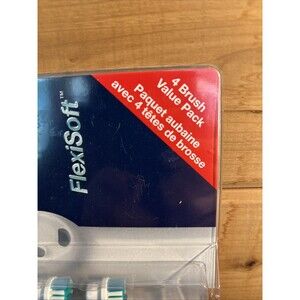 4 Brush
Value Pack
Paquet aubaine
avec 4 têtes de brosse
FlexiSoft™